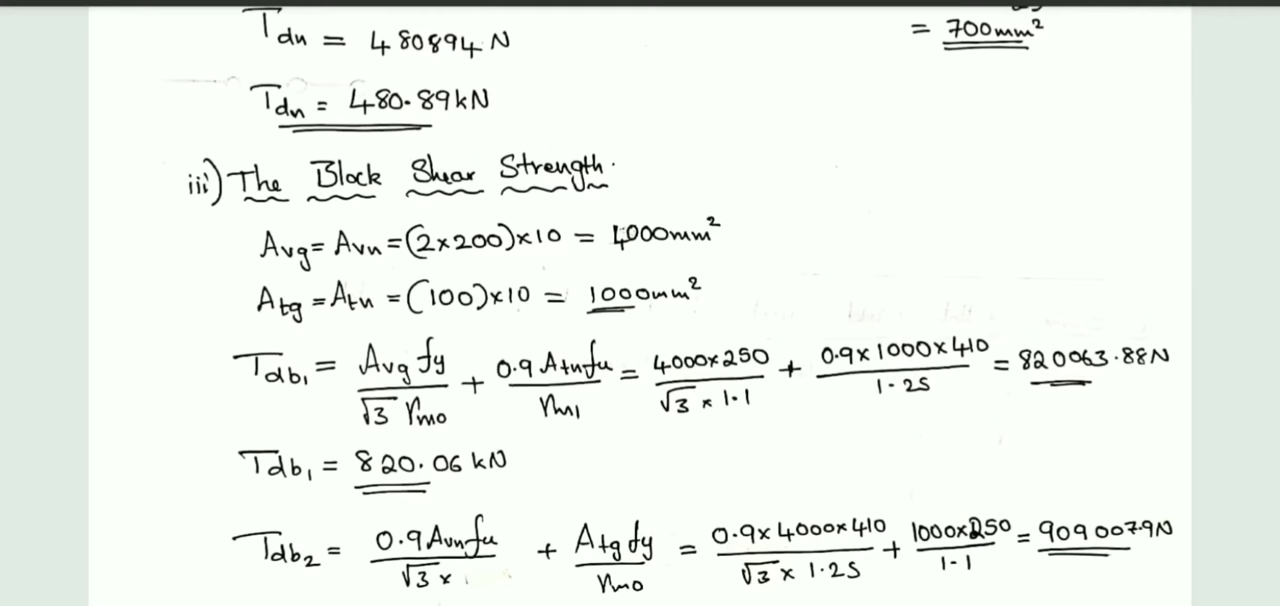 Tdn = 480894 N
= 700mm²
Tdn = 480.89kN
iii) The Block Shear Strength.
Avg = Avn = (2×200)×10 = 4000mm²
Atg = Atn = (100)×10 = 1000mm²
Tdb1 = Avg fy / √3 γm0 + 0.9 Atn fu / γm1 = 4000×250 / √3 × 1.1 + 0.9×1000×410 / 1.25 = 820063.88N
Tdb1 = 820.06 kN
Tdb2 = 0.9 Avn fu / √3 × + Atg fy / γm0 = 0.9×4000×410 / √3 × 1.25 + 1000×250 / 1.1 = 909007.9N